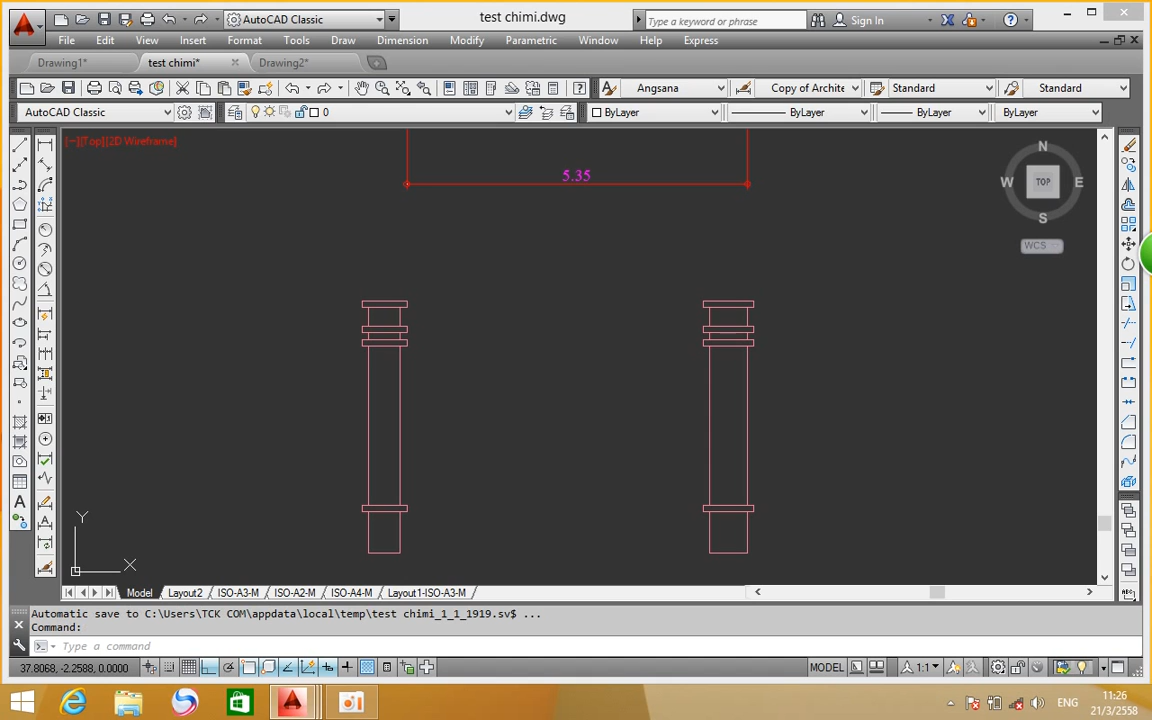 AutoCAD Classic
test chimi.dwg
Type a keyword or phrase
Sign In
File Edit View Insert Format Tools Draw Dimension Modify Parametric Window Help Express
Drawing1* test chimi* Drawing2*
Angsana Copy of Archite Standard Standard
AutoCAD Classic 0 ByLayer ByLayer ByLayer ByLayer
[−][Top][2D Wireframe]
5.35
N
W TOP E
S
WCS
Y
X
Model Layout2 ISO-A3-M ISO-A2-M ISO-A4-M Layout1-ISO-A3-M
Automatic save to C:\Users\TCK COM\appdata\local\temp\test chimi_1_1_1919.sv$ ...
Command:
Type a command
37.8068, -2.2588, 0.0000 MODEL 1:1
ENG
11:26
21/3/2558